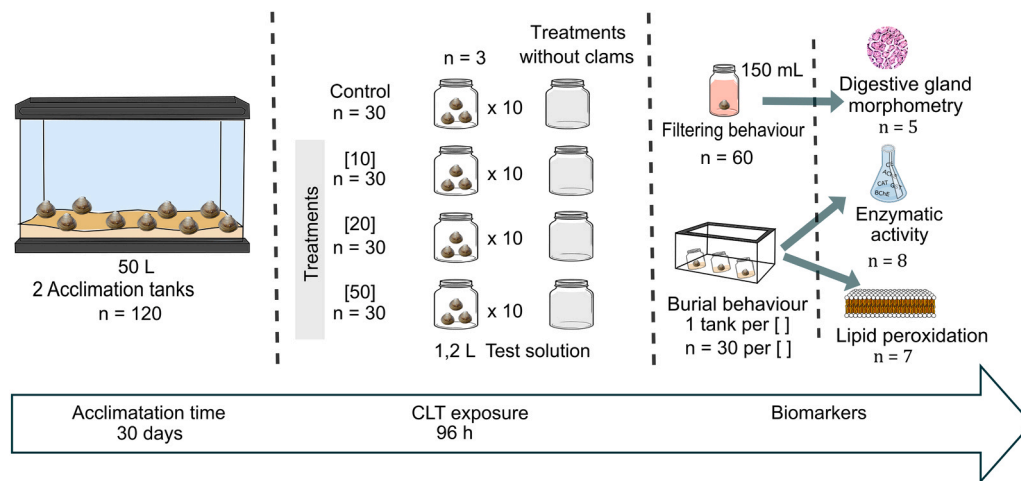 50 L
2 Acclimation tanks
n = 120
Treatments
Control
n = 30
[10]
n = 30
[20]
n = 30
[50]
n = 30
n = 3
x 10
x 10
x 10
x 10
Treatments
without clams
1,2 L Test solution
150 mL
Filtering behaviour
n = 60
Burial behaviour
1 tank per [ ]
n = 30 per [ ]
Digestive gland
morphometry
n = 5
CAT
BChE
Enzymatic
activity
n = 8
Lipid peroxidation
n = 7
Acclimatation time
30 days
CLT exposure
96 h
Biomarkers